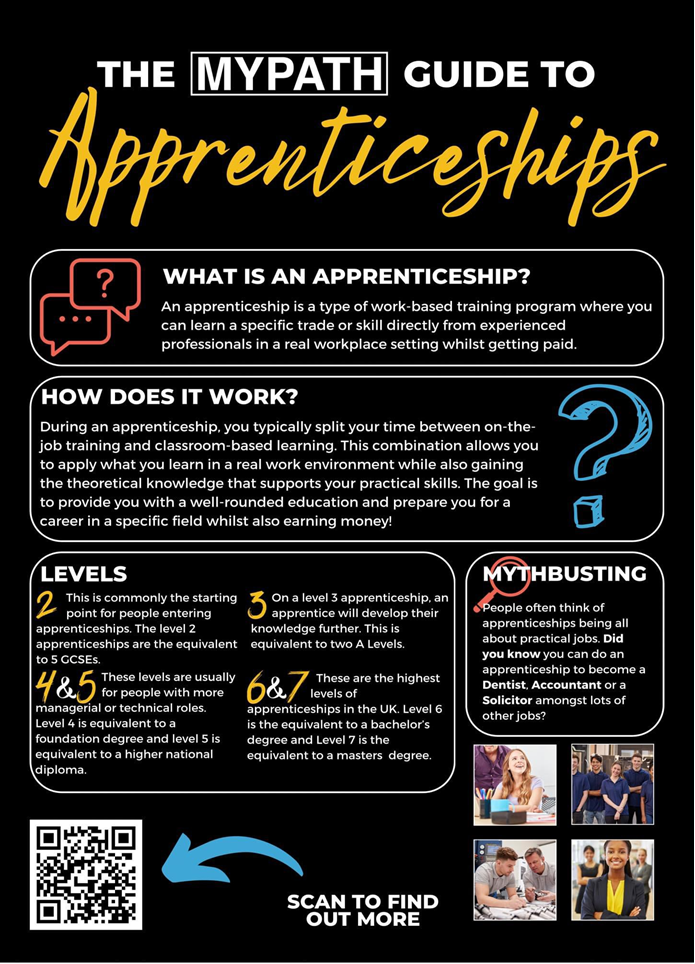 THE MYPATH GUIDE TO
Apprenticeships
WHAT IS AN APPRENTICESHIP?
An apprenticeship is a type of work-based training program where you
can learn a specific trade or skill directly from experienced
professionals in a real workplace setting whilst getting paid.
HOW DOES IT WORK?
During an apprenticeship, you typically split your time between on-the-
job training and classroom-based learning. This combination allows you
to apply what you learn in a real work environment while also gaining
the theoretical knowledge that supports your practical skills. The goal is
to provide you with a well-rounded education and prepare you for a
career in a specific field whilst also earning money!
LEVELS
2 This is commonly the starting
point for people entering
apprenticeships. The level 2
apprenticeships are the equivalent
to 5 GCSEs.
3 On a level 3 apprenticeship, an
apprentice will develop their
knowledge further. This is
equivalent to two A Levels.
4&5 These levels are usually
for people with more
managerial or technical roles.
Level 4 is equivalent to a
foundation degree and level 5 is
equivalent to a higher national
diploma.
6&7 These are the highest
levels of
apprenticeships in the UK. Level 6
is the equivalent to a bachelor's
degree and Level 7 is the
equivalent to a masters degree.
MYTHBUSTING
People often think of
apprenticeships being all
about practical jobs. Did
you know you can do an
apprenticeship to become a
Dentist, Accountant or a
Solicitor amongst lots of
other jobs?
SCAN TO FIND
OUT MORE